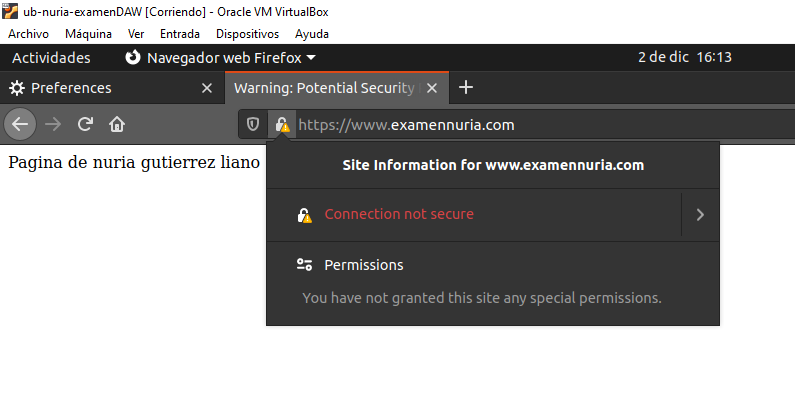 ub-nuria-examenDAW [Corriendo] - Oracle VM VirtualBox
Archivo Máquina Ver Entrada Dispositivos Ayuda
Actividades Navegador web Firefox 2 de dic 16:13
Preferences Warning: Potential Security
https://www.examennuria.com
Pagina de nuria gutierrez liano
Site Information for www.examennuria.com
Connection not secure
Permissions
You have not granted this site any special permissions.